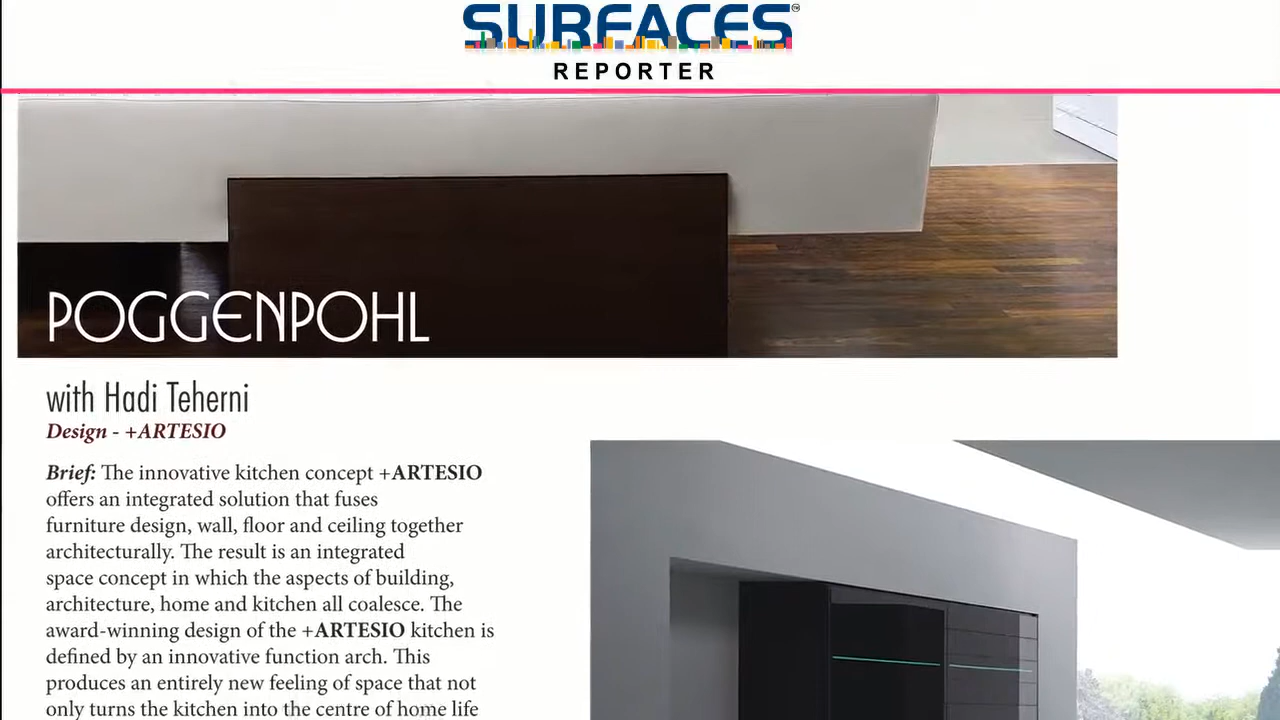 SURFACES™
REPORTER
POGGENPOHL
with Hadi Teherni
Design - +ARTESIO
Brief: The innovative kitchen concept +ARTESIO
offers an integrated solution that fuses
furniture design, wall, floor and ceiling together
architecturally. The result is an integrated
space concept in which the aspects of building,
architecture, home and kitchen all coalesce. The
award-winning design of the +ARTESIO kitchen is
defined by an innovative function arch. This
produces an entirely new feeling of space that not
only turns the kitchen into the centre of home life